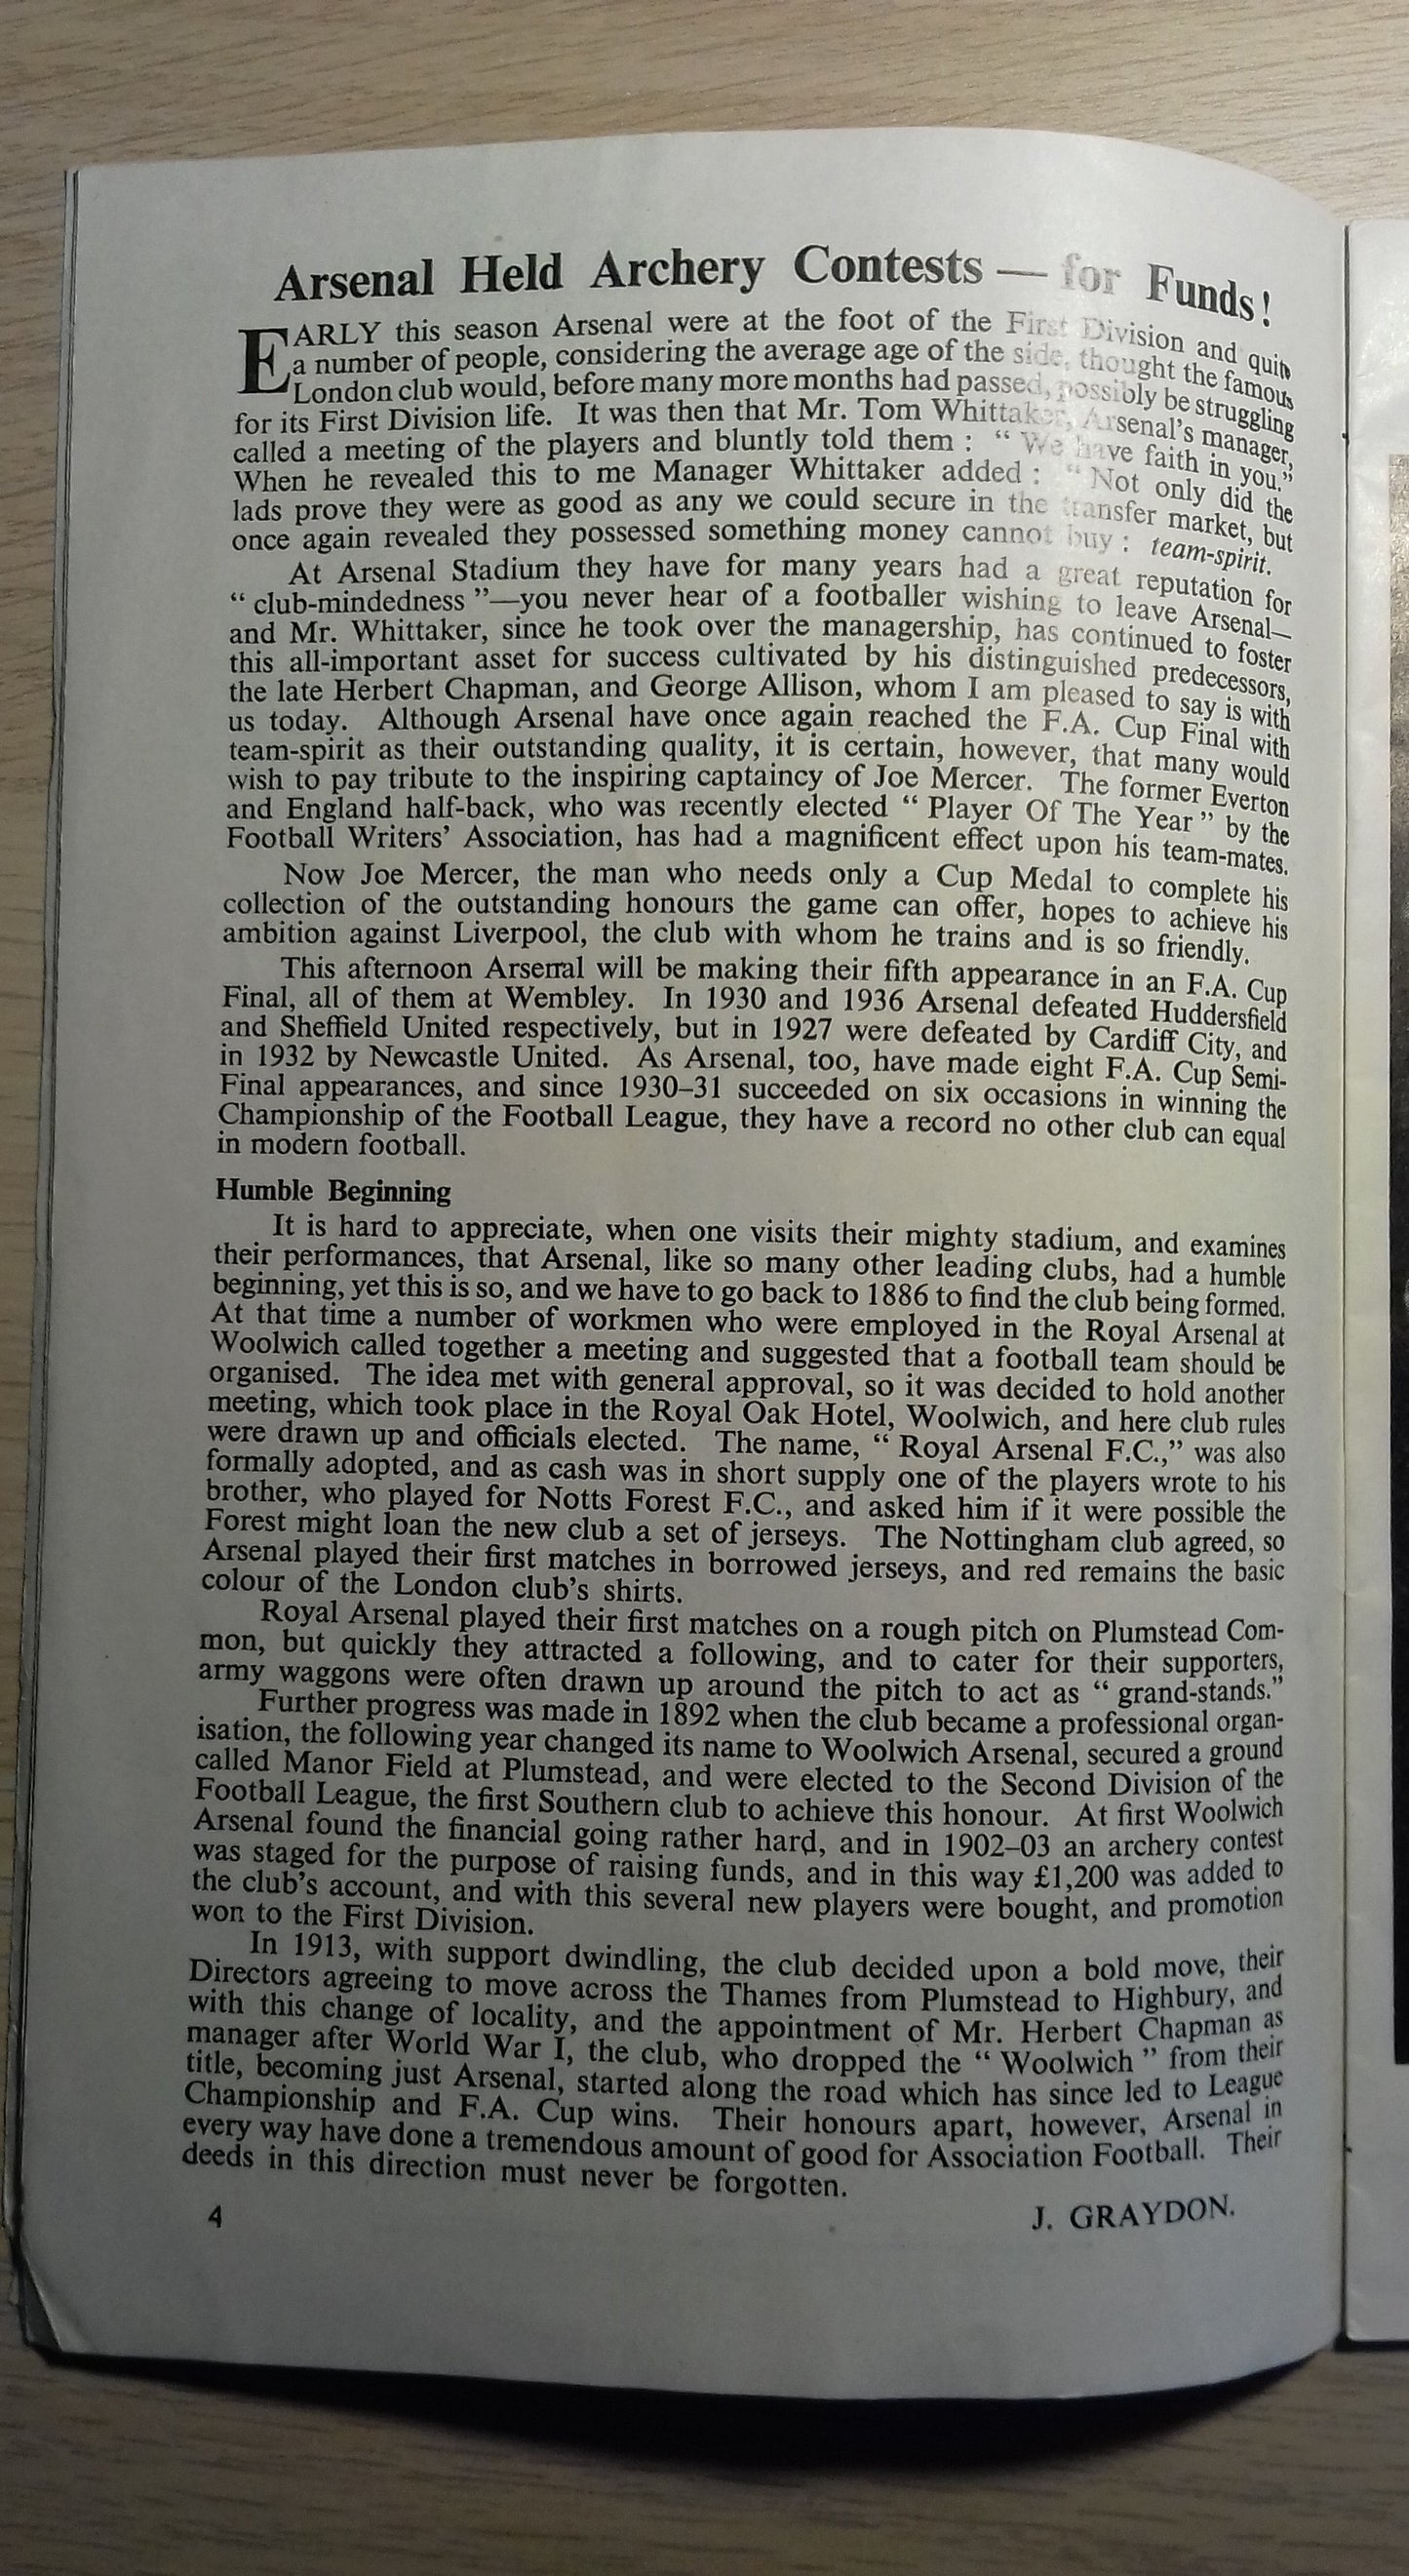 Arsenal Held Archery Contests — for Funds!
EARLY this season Arsenal were at the foot of the First Division and quite
a number of people, considering the average age of the side, thought the famous
London club would, before many more months had passed, possibly be struggling
for its First Division life. It was then that Mr. Tom Whittaker, Arsenal's manager,
called a meeting of the players and bluntly told them : “ We have faith in you.”
When he revealed this to me Manager Whittaker added : “ Not only did the
lads prove they were as good as any we could secure in the transfer market, but
once again revealed they possessed something money cannot buy : team-spirit.
At Arsenal Stadium they have for many years had a great reputation for
“ club-mindedness ”—you never hear of a footballer wishing to leave Arsenal—
and Mr. Whittaker, since he took over the managership, has continued to foster
this all-important asset for success cultivated by his distinguished predecessors,
the late Herbert Chapman, and George Allison, whom I am pleased to say is with
us today. Although Arsenal have once again reached the F.A. Cup Final with
team-spirit as their outstanding quality, it is certain, however, that many would
wish to pay tribute to the inspiring captaincy of Joe Mercer. The former Everton
and England half-back, who was recently elected “ Player Of The Year ” by the
Football Writers' Association, has had a magnificent effect upon his team-mates.
Now Joe Mercer, the man who needs only a Cup Medal to complete his
collection of the outstanding honours the game can offer, hopes to achieve his
ambition against Liverpool, the club with whom he trains and is so friendly.
This afternoon Arsenal will be making their fifth appearance in an F.A. Cup
Final, all of them at Wembley. In 1930 and 1936 Arsenal defeated Huddersfield
and Sheffield United respectively, but in 1927 were defeated by Cardiff City, and
in 1932 by Newcastle United. As Arsenal, too, have made eight F.A. Cup Semi-
Final appearances, and since 1930–31 succeeded on six occasions in winning the
Championship of the Football League, they have a record no other club can equal
in modern football.
Humble Beginning
It is hard to appreciate, when one visits their mighty stadium, and examines
their performances, that Arsenal, like so many other leading clubs, had a humble
beginning, yet this is so, and we have to go back to 1886 to find the club being formed.
At that time a number of workmen who were employed in the Royal Arsenal at
Woolwich called together a meeting and suggested that a football team should be
organised. The idea met with general approval, so it was decided to hold another
meeting, which took place in the Royal Oak Hotel, Woolwich, and here club rules
were drawn up and officials elected. The name, “ Royal Arsenal F.C.,” was also
formally adopted, and as cash was in short supply one of the players wrote to his
brother, who played for Notts Forest F.C., and asked him if it were possible the
Forest might loan the new club a set of jerseys. The Nottingham club agreed, so
Arsenal played their first matches in borrowed jerseys, and red remains the basic
colour of the London club's shirts.
Royal Arsenal played their first matches on a rough pitch on Plumstead Com-
mon, but quickly they attracted a following, and to cater for their supporters,
army waggons were often drawn up around the pitch to act as “ grand-stands.”
Further progress was made in 1892 when the club became a professional organ-
isation, the following year changed its name to Woolwich Arsenal, secured a ground
called Manor Field at Plumstead, and were elected to the Second Division of the
Football League, the first Southern club to achieve this honour. At first Woolwich
Arsenal found the financial going rather hard, and in 1902–03 an archery contest
was staged for the purpose of raising funds, and in this way £1,200 was added to
the club's account, and with this several new players were bought, and promotion
won to the First Division.
In 1913, with support dwindling, the club decided upon a bold move, their
Directors agreeing to move across the Thames from Plumstead to Highbury, and
with this change of locality, and the appointment of Mr. Herbert Chapman as
manager after World War I, the club, who dropped the “ Woolwich ” from their
title, becoming just Arsenal, started along the road which has since led to League
Championship and F.A. Cup wins. Their honours apart, however, Arsenal in
every way have done a tremendous amount of good for Association Football. Their
deeds in this direction must never be forgotten.
J. GRAYDON.
4